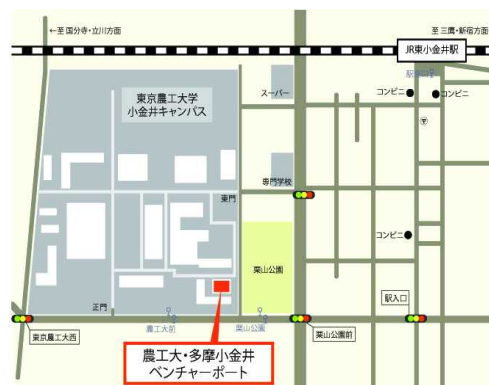 ←至 国分寺・立川方面
至 三鷹・新宿方面
JR東小金井駅
東京農工大学
小金井キャンパス
スーパー
コンビニ
コンビニ
〒
専門学校
東門
コンビニ
栗山公園
正門
農工大前
栗山公園
駅入口
東京農工大西
栗山公園前
農工大・多摩小金井
ベンチャーポート